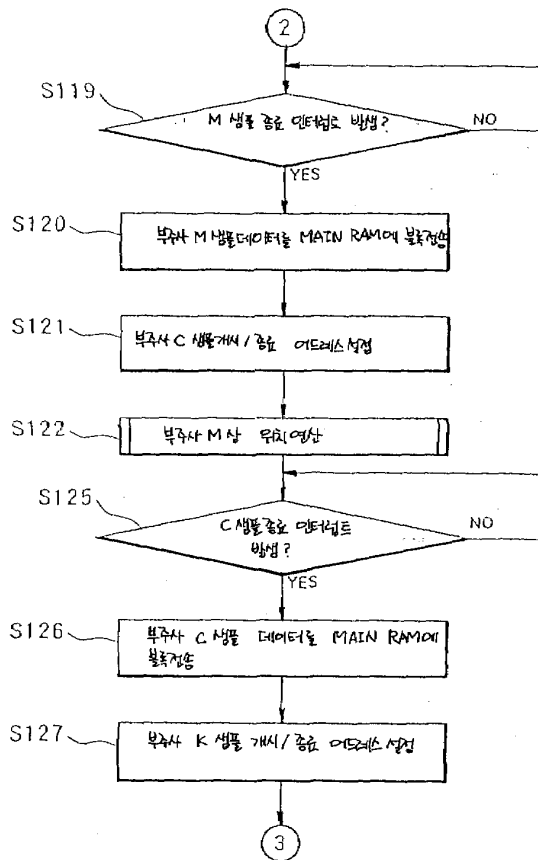 2
S119
M 샘플 종료 인터럽트 발생?
NO
YES
S120
부주사 M 샘플데이터를 MAIN RAM에 블록전송
S121
부주사 C 샘플개시/종료 어드레스설정
S122
부주사 M상 위치연산
S125
C 샘플종료 인터럽트
발생?
NO
YES
S126
부주사 C 샘플 데이터를 MAIN RAM에
블록전송
S127
부주사 K 샘플 개시/종료 어드레스 설정
3